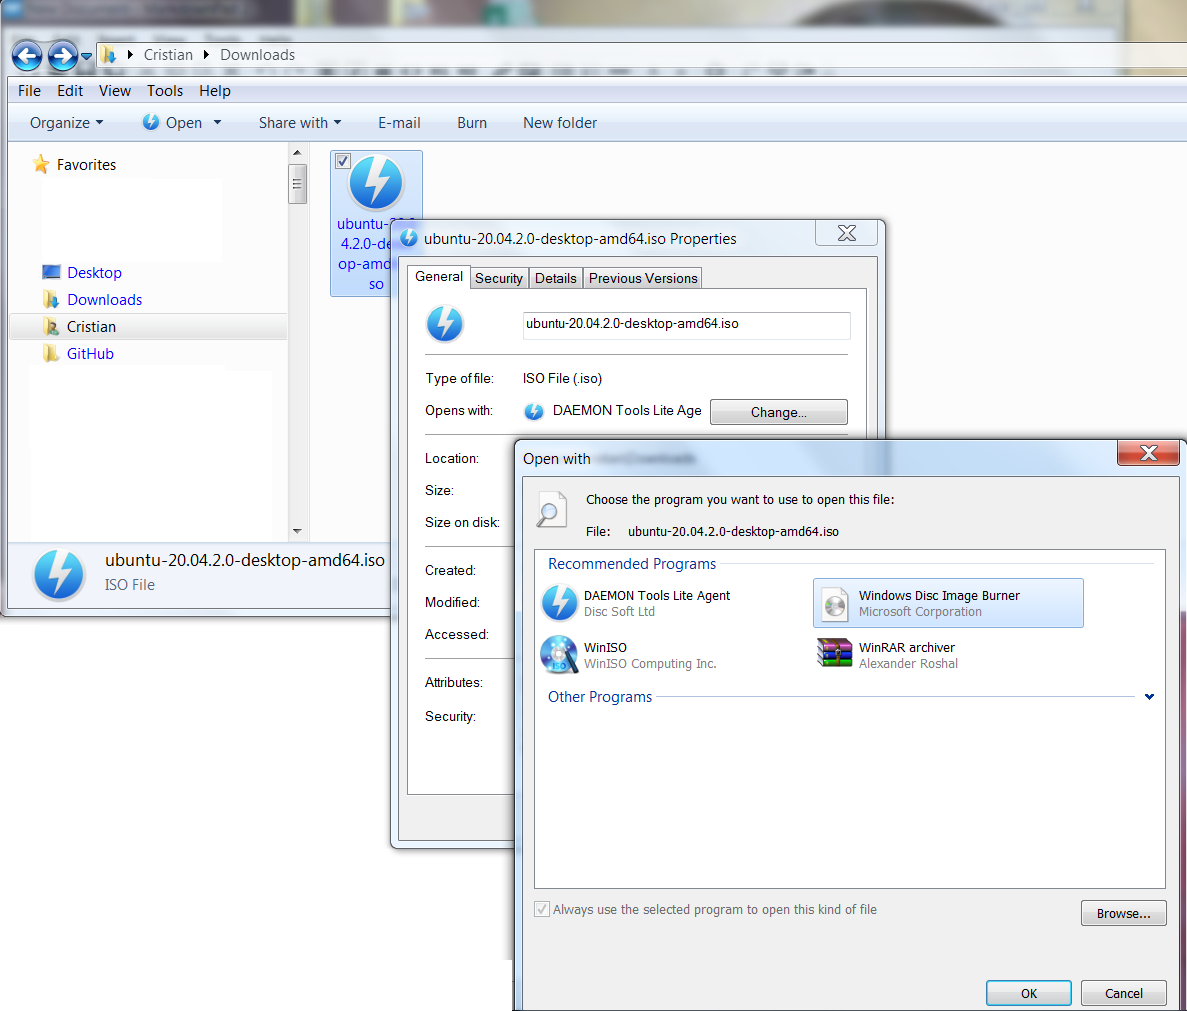 Cristian Downloads
File Edit View Tools Help
Organize Open Share with E-mail Burn New folder
Favorites
Desktop
Downloads
Cristian
GitHub
ubuntu-20.04.2.0-desktop-amd64.iso
ISO File
ubuntu-20.0
4.2.0-de
op-amd
so
ubuntu-20.04.2.0-desktop-amd64.iso Properties
General Security Details Previous Versions
ubuntu-20.04.2.0-desktop-amd64.iso
Type of file: ISO File (.iso)
Opens with: DAEMON Tools Lite Age Change...
Location:
Size:
Size on disk:
Created:
Modified:
Accessed:
Attributes:
Security:
Open with
Choose the program you want to use to open this file:
File: ubuntu-20.04.2.0-desktop-amd64.iso
Recommended Programs
DAEMON Tools Lite Agent
Disc Soft Ltd
Windows Disc Image Burner
Microsoft Corporation
WinISO
WinISO Computing Inc.
WinRAR archiver
Alexander Roshal
Other Programs
Always use the selected program to open this kind of file
Browse...
OK Cancel